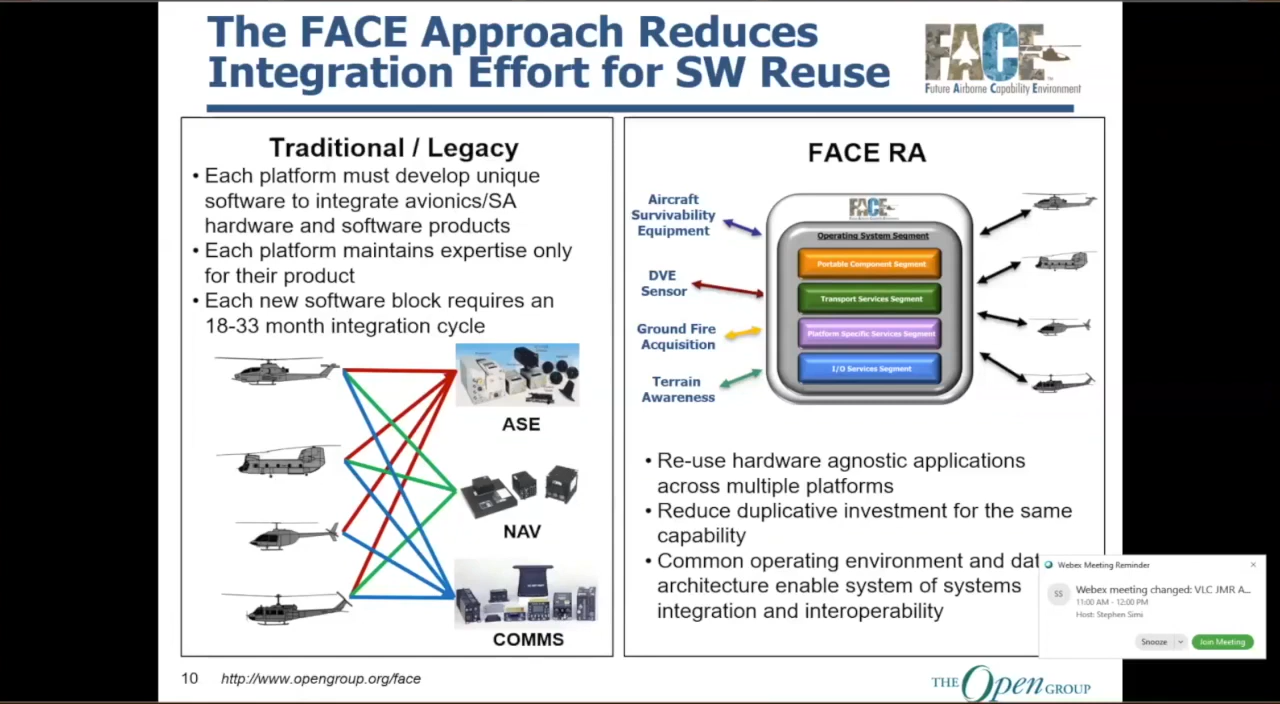 The FACE Approach Reduces
Integration Effort for SW Reuse
FACE
Future Airborne Capability Environment
Traditional / Legacy
• Each platform must develop unique
software to integrate avionics/SA
hardware and software products
• Each platform maintains expertise only
for their product
• Each new software block requires an
18-33 month integration cycle
ASE
NAV
COMMS
FACE RA
Aircraft
Survivability
Equipment
DVE
Sensor
Ground Fire
Acquisition
Terrain
Awareness
FACE
Operating System Segment
Portable Component Segment
Transport Services Segment
Platform Specific Services Segment
I/O Services Segment
• Re-use hardware agnostic applications
across multiple platforms
• Reduce duplicative investment for the same
capability
• Common operating environment and dat
architecture enable system of systems
integration and interoperability
Webex Meeting Reminder
SS
Webex meeting changed: VLC JMR A...
11:00 AM - 12:00 PM
Host: Stephen Simi
Snooze
Join Meeting
10
http://www.opengroup.org/face
THE Open GROUP